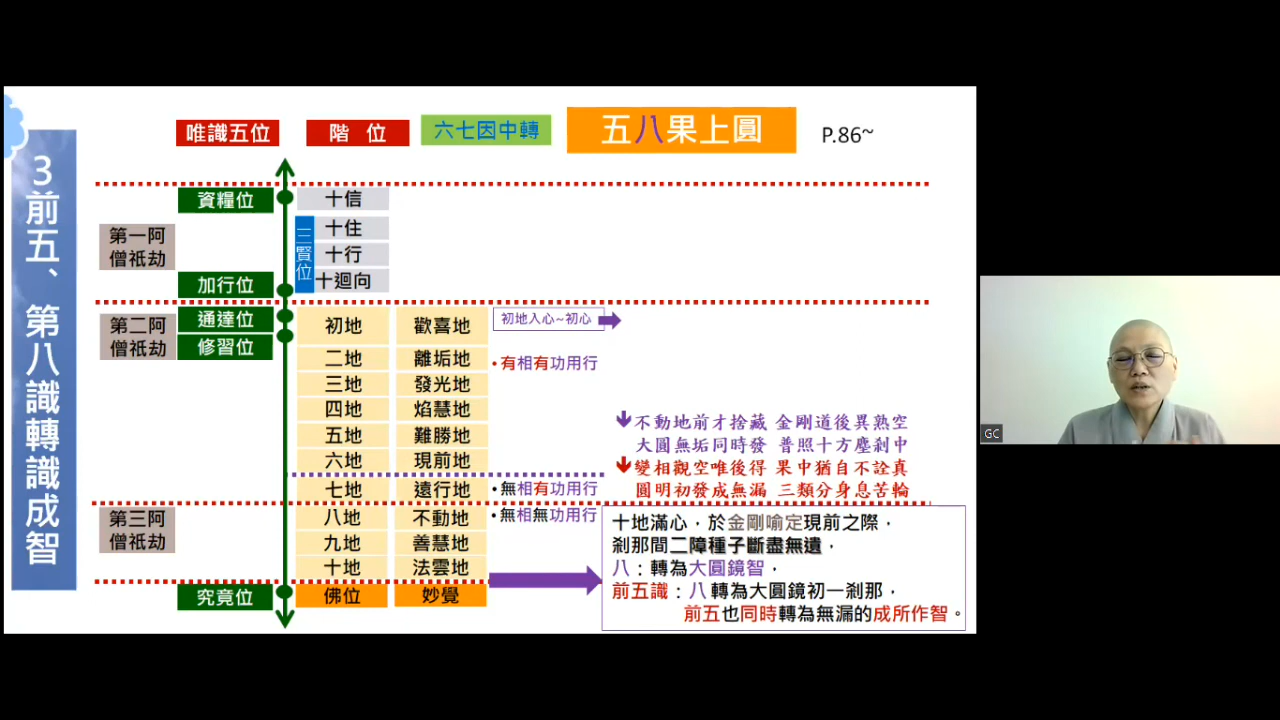 3前五、第八識轉識成智
唯識五位
階 位
六七因中轉
五八果上圓
P.86~
資糧位
十信
第一阿
僧祇劫
三賢位
十住
十行
十迴向
加行位
第二阿
僧祇劫
通達位
修習位
初地 歡喜地
初地入心~初心
二地 離垢地
•有相有功用行
三地 發光地
四地 焰慧地
五地 難勝地
六地 現前地
七地 遠行地
•無相有功用行
第三阿
僧祇劫
八地 不動地
•無相無功用行
九地 善慧地
十地 法雲地
究竟位
佛位 妙覺
不動地前才捨藏 金剛道後異熟空
大圓無垢同時發 普照十方塵剎中
變相觀空唯後得 果中猶自不詮真
圓明初發成無漏 三類分身息苦輪
十地滿心，於金剛喻定現前之際，
剎那間二障種子斷盡無遺，
八：轉為大圓鏡智，
前五識：八轉為大圓鏡初一剎那，
前五也同時轉為無漏的成所作智。
GC